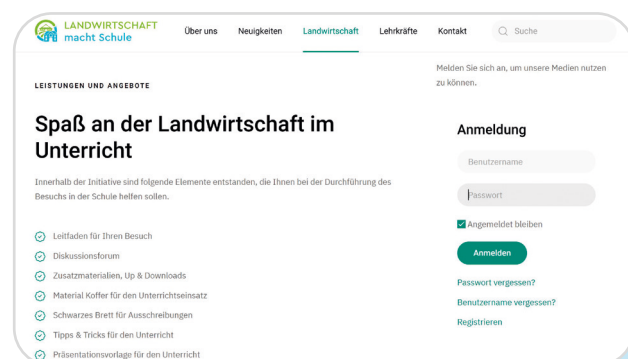 LANDWIRTSCHAFT
macht Schule
Über uns Neuigkeiten Landwirtschaft Lehrkräfte Kontakt Suche
Melden Sie sich an, um unsere Medien nutzen
zu können.
LEISTUNGEN UND ANGEBOTE
Spaß an der Landwirtschaft im
Unterricht
Innerhalb der Initiative sind folgende Elemente entstanden, die Ihnen bei der Durchführung des
Besuchs in der Schule helfen sollen.
Leitfaden für Ihren Besuch
Diskussionsforum
Zusatzmaterialien, Up & Downloads
Material Koffer für den Unterrichtseinsatz
Schwarzes Brett für Ausschreibungen
Tipps & Tricks für den Unterricht
Präsentationsvorlage für den Unterricht
Anmeldung
Benutzername
Passwort
Angemeldet bleiben
Anmelden
Passwort vergessen?
Benutzername vergessen?
Registrieren